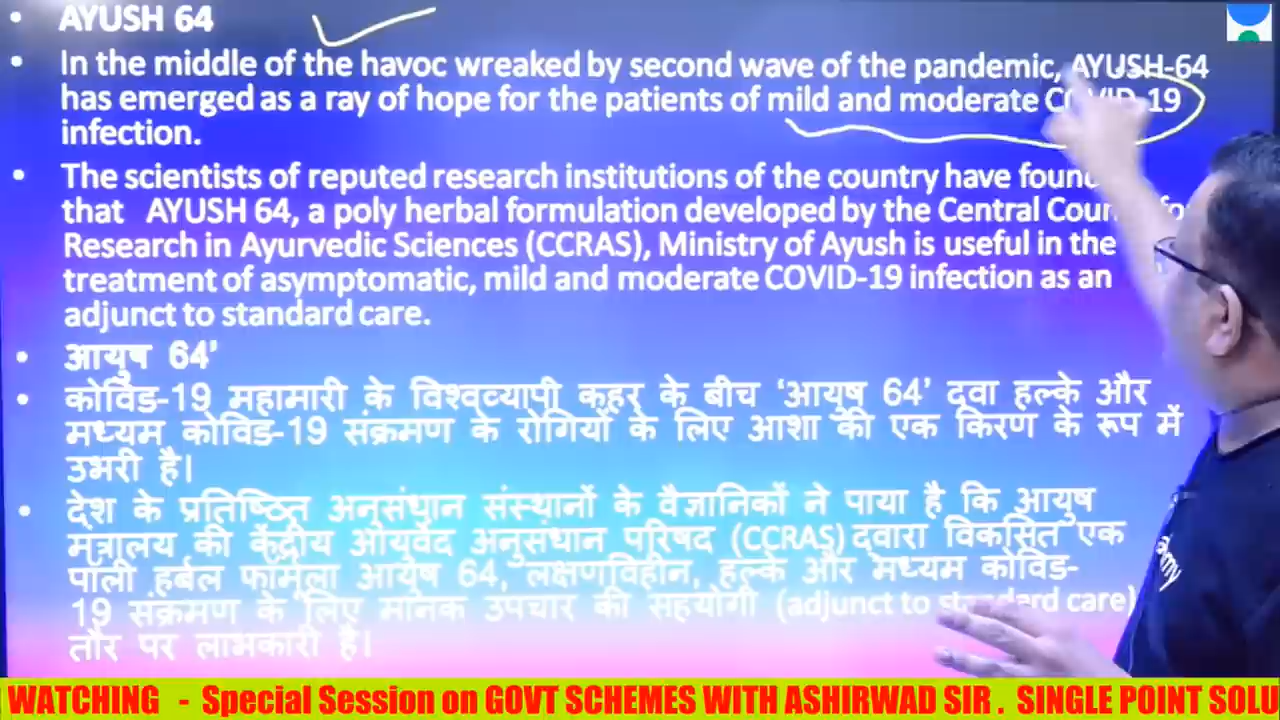 AYUSH 64
In the middle of the havoc wreaked by second wave of the pandemic, AYUSH-64
has emerged as a ray of hope for the patients of mild and moderate COVID-19
infection.
The scientists of reputed research institutions of the country have found
that AYUSH 64, a poly herbal formulation developed by the Central
Research in Ayurvedic Sciences (CCRAS), Ministry of Ayush is useful in the
treatment of asymptomatic, mild and moderate COVID-19 infection as an
adjunct to standard care.
आयुष 64'
कोविड-19 महामारी के विश्वव्यापी कहर के बीच 'आयुष 64' दवा हल्के और
मध्यम कोविड-19 संक्रमण के रोगियों के लिए आशा की एक किरण के रूप में
उभरी है।
देश के प्रतिष्ठित अनुसंधान संस्थानों के वैज्ञानिकों ने पाया है कि आयुष
मंत्रालय की केंद्रीय आयुर्वेद अनुसंधान परिषद (CCRAS) द्वारा विकसित एक
पॉली हर्बल फॉर्मूला आयुष 64, लक्षणविहीन, हल्के और मध्यम कोविड-
19 संक्रमण के लिए मानक उपचार की सहयोगी (adjunct to standard care)
तौर पर लाभकारी है।
WATCHING - Special Session on GOVT SCHEMES WITH ASHIRWAD SIR . SINGLE POINT SOLU